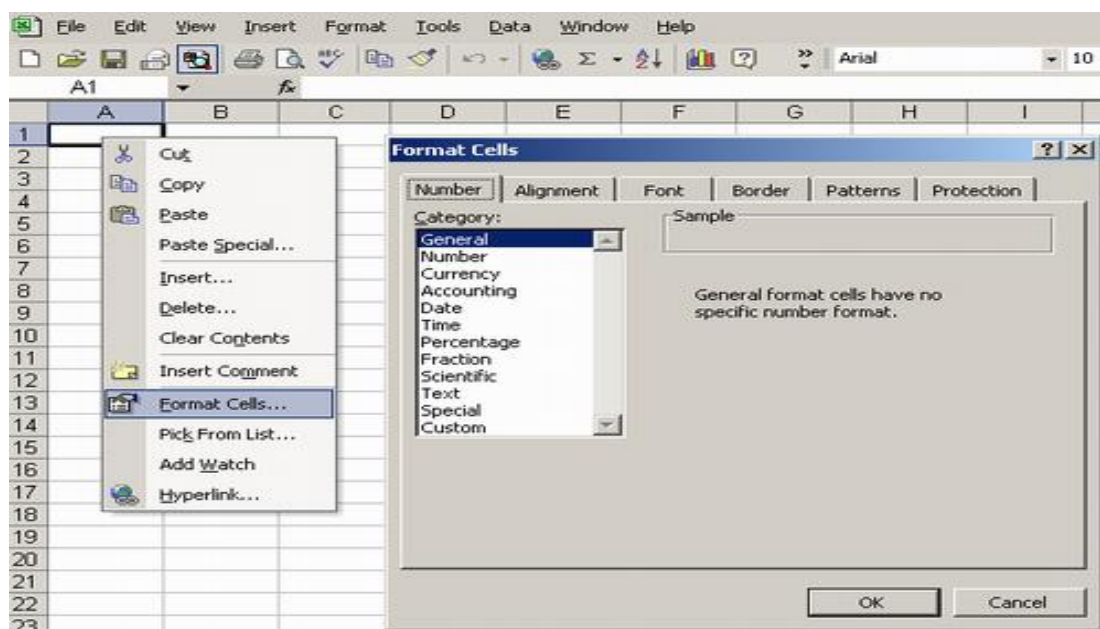 File Edit View Insert Format Tools Data Window Help
Arial 10
A1 fx
A B C D E F G H I
1
2
3
4
5
6
7
8
9
10
11
12
13
14
15
16
17
18
19
20
21
22
23
Cut
Copy
Paste
Paste Special...
Insert...
Delete...
Clear Contents
Insert Comment
Format Cells...
Pick From List...
Add Watch
Hyperlink...
Format Cells
Number Alignment Font Border Patterns Protection
Category:
General
Number
Currency
Accounting
Date
Time
Percentage
Fraction
Scientific
Text
Special
Custom
Sample
General format cells have no
specific number format.
OK Cancel